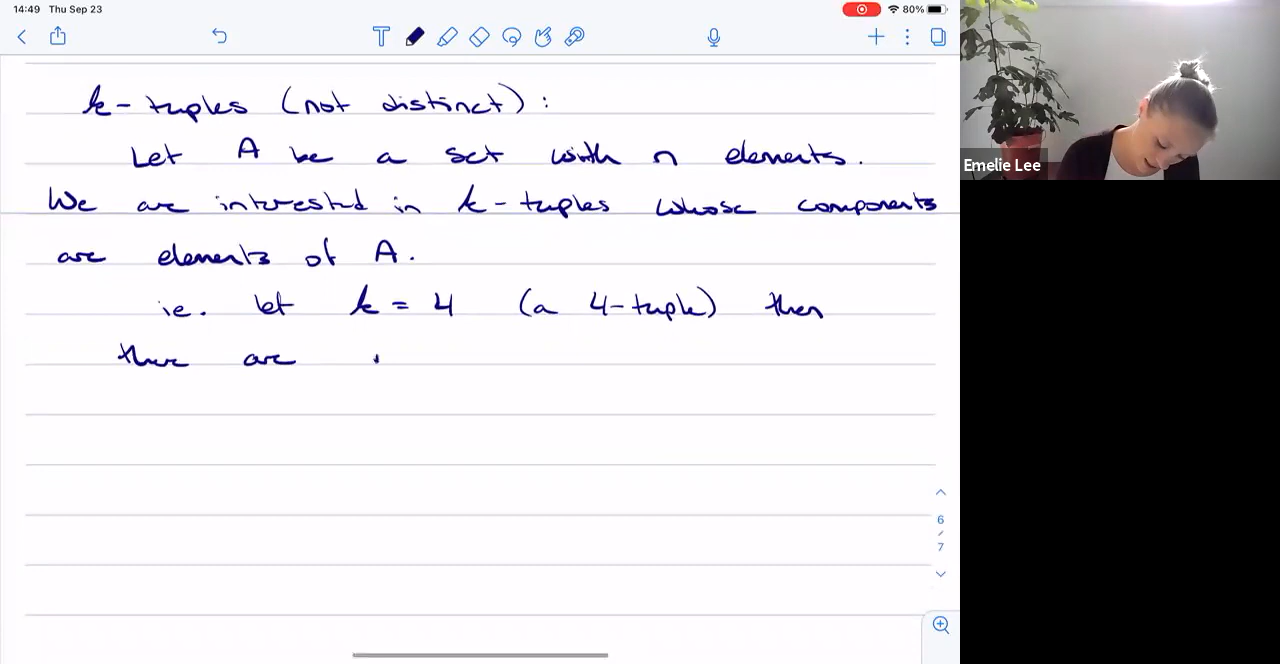 14:49 Thu Sep 23
80%
k-tuples (not distinct):
Let A be a set with n elements.
We are interested in k-tuples whose components
are elements of A.
ie. let k = 4 (a 4-tuple) then
there are
6
/
7
Emelie Lee